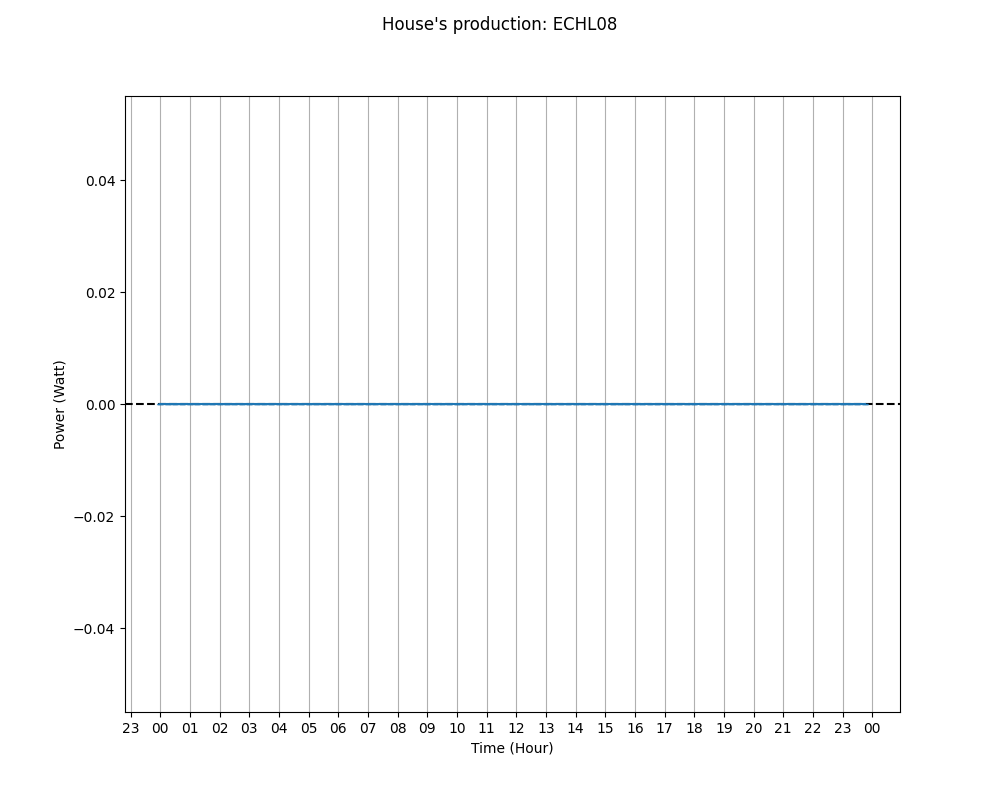 House's production: ECHL08
0.04
0.02
0.00
−0.02
−0.04
Power (Watt)
23 00 01 02 03 04 05 06 07 08 09 10 11 12 13 14 15 16 17 18 19 20 21 22 23 00
Time (Hour)